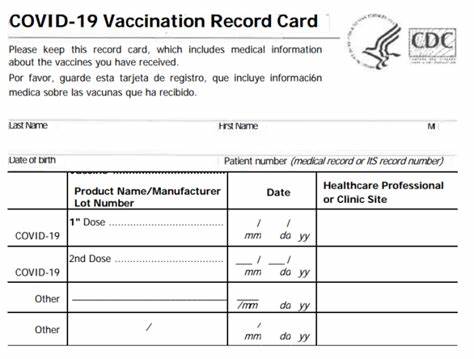 COVID-19 Vaccination Record Card
CDC
Please keep this record card, which includes medical information
about the vaccines you have received.
Por favor, guarde esta tarjeta de registro, que incluye información
médica sobre las vacunas que ha recibido.
Last Name First Name M
Date of birth Patient number (medical record or IIS record number)
Product Name/Manufacturer Date Healthcare Professional
Lot Number or Clinic Site
COVID-19 1st Dose / / mm dd yy
COVID-19 2nd Dose / / mm dd yy
Other /mm dd yy
Other / / mm dd yy